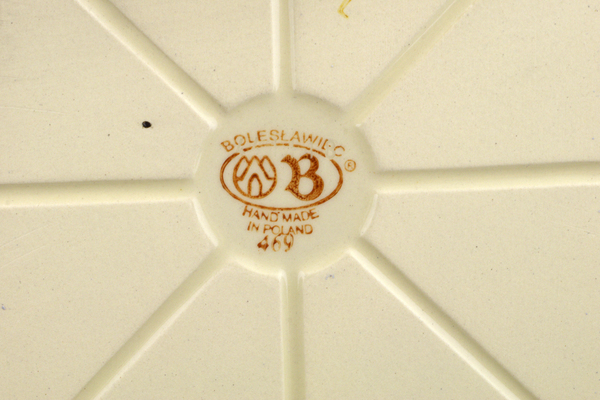 BOLESŁAWIEC ®
B
HAND MADE
IN POLAND
469